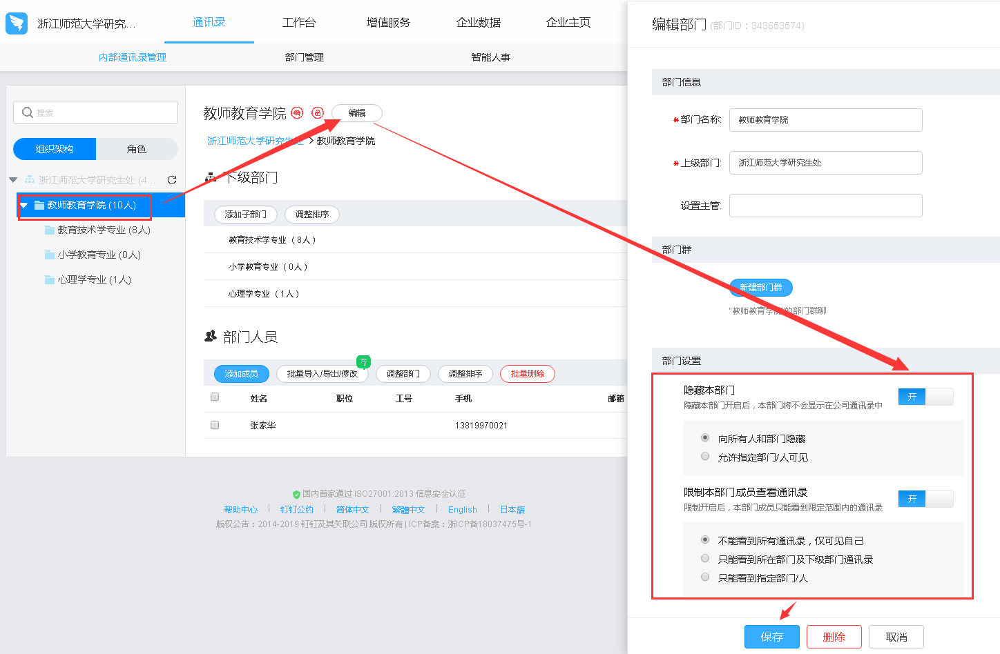 浙江师范大学研究...
通讯录
工作台
增值服务
企业数据
企业主页
内部通讯录管理
部门管理
智能人事
搜索
组织架构
角色
浙江师范大学研究生处 (4...
教师教育学院 (10人)
教育技术学专业 (8人)
小学教育专业 (0人)
心理学专业 (1人)
教师教育学院
编辑
浙江师范大学研究生处 > 教师教育学院
下级部门
添加子部门
调整排序
教育技术学专业 ( 8人 )
小学教育专业 ( 0人 )
心理学专业 ( 1人 )
部门人员
添加成员
批量导入/导出/修改
调整部门
调整排序
批量删除
姓名
职位
工号
手机
邮箱
张家华
13819970021
国内首家通过 ISO27001:2013 信息安全认证
帮助中心 | 钉钉公约 | 简体中文 | 繁體中文 | English | 日本語
版权公告：2014-2019 钉钉及其关联公司 版权所有 | ICP备案：浙ICP备18037475号-1
编辑部门 (部门ID：343653574)
部门信息
*部门名称:
教师教育学院
*上级部门:
浙江师范大学研究生处
设置主管:
部门群
新建部门群
"教师教育学院"的部门群聊
部门设置
隐藏本部门
开
隐藏本部门开启后，本部门将不会显示在公司通讯录中
向所有人和部门隐藏
允许指定部门/人可见
限制本部门成员查看通讯录
开
限制开启后，本部门成员只能看到限定范围内的通讯录
不能看到所有通讯录，仅可见自己
只能看到所在部门及下级部门通讯录
只能看到指定部门/人
保存
删除
取消